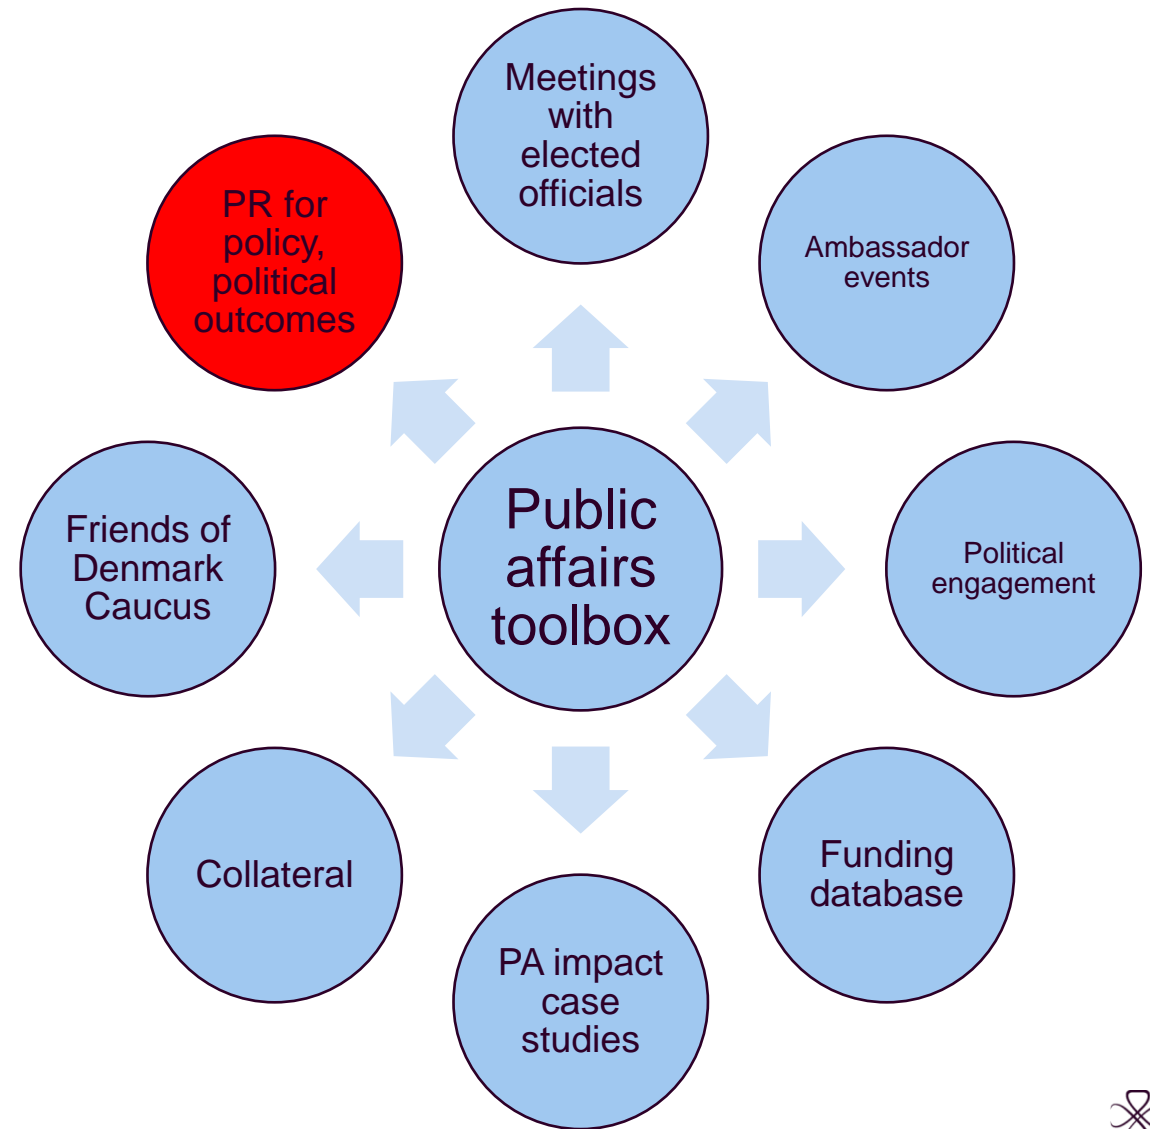 Meetings
with
elected
officials
Ambassador
events
Political
engagement
Funding
database
PA impact
case
studies
Collateral
Friends of
Denmark
Caucus
PR for
policy,
political
outcomes
Public
affairs
toolbox